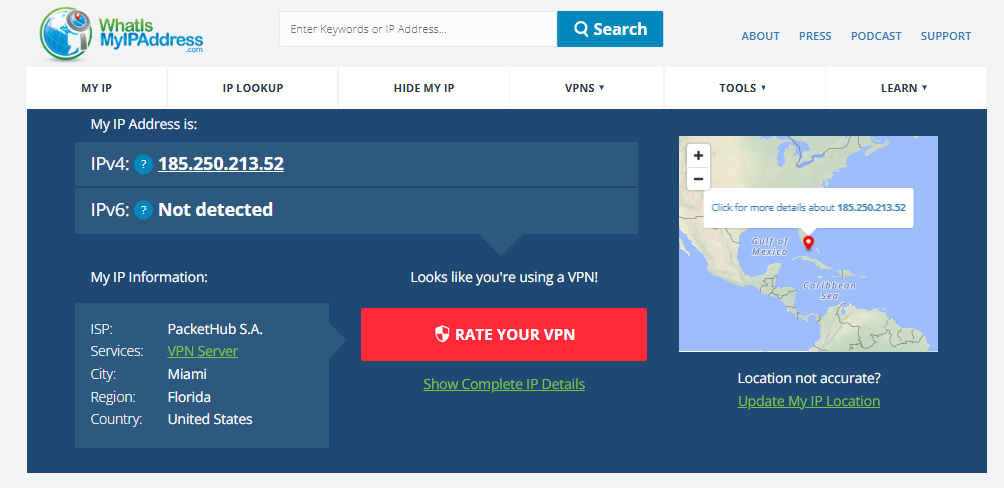 WhatIs
MyIPAddress
.com
Enter Keywords or IP Address...
Search
ABOUT PRESS PODCAST SUPPORT
MY IP IP LOOKUP HIDE MY IP VPNS ▾ TOOLS ▾ LEARN ▾
My IP Address is:
IPv4: ? 185.250.213.52
IPv6: ? Not detected
My IP Information:
ISP: PacketHub S.A.
Services: VPN Server
City: Miami
Region: Florida
Country: United States
Looks like you're using a VPN!
RATE YOUR VPN
Show Complete IP Details
+
−
Click for more details about 185.250.213.52
Gulf of
Mexico
Caribbean
Sea
Location not accurate?
Update My IP Location